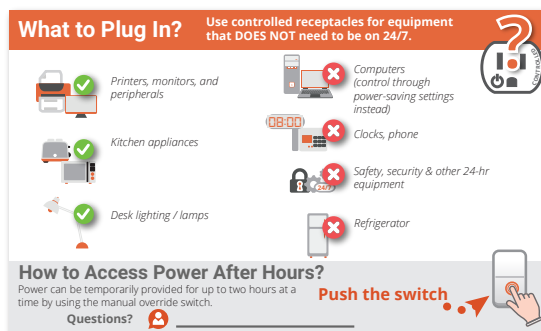 What to Plug In?
Use controlled receptacles for equipment
that DOES NOT need to be on 24/7.
?
CONTROLLED
Printers, monitors, and
peripherals
Kitchen appliances
Desk lighting / lamps
Computers
(control through
power-saving settings
instead)
08:00
Clocks, phone
24/7
Safety, security & other 24-hr
equipment
Refrigerator
How to Access Power After Hours?
Power can be temporarily provided for up to two hours at a
time by using the manual override switch.
Push the switch
Questions?